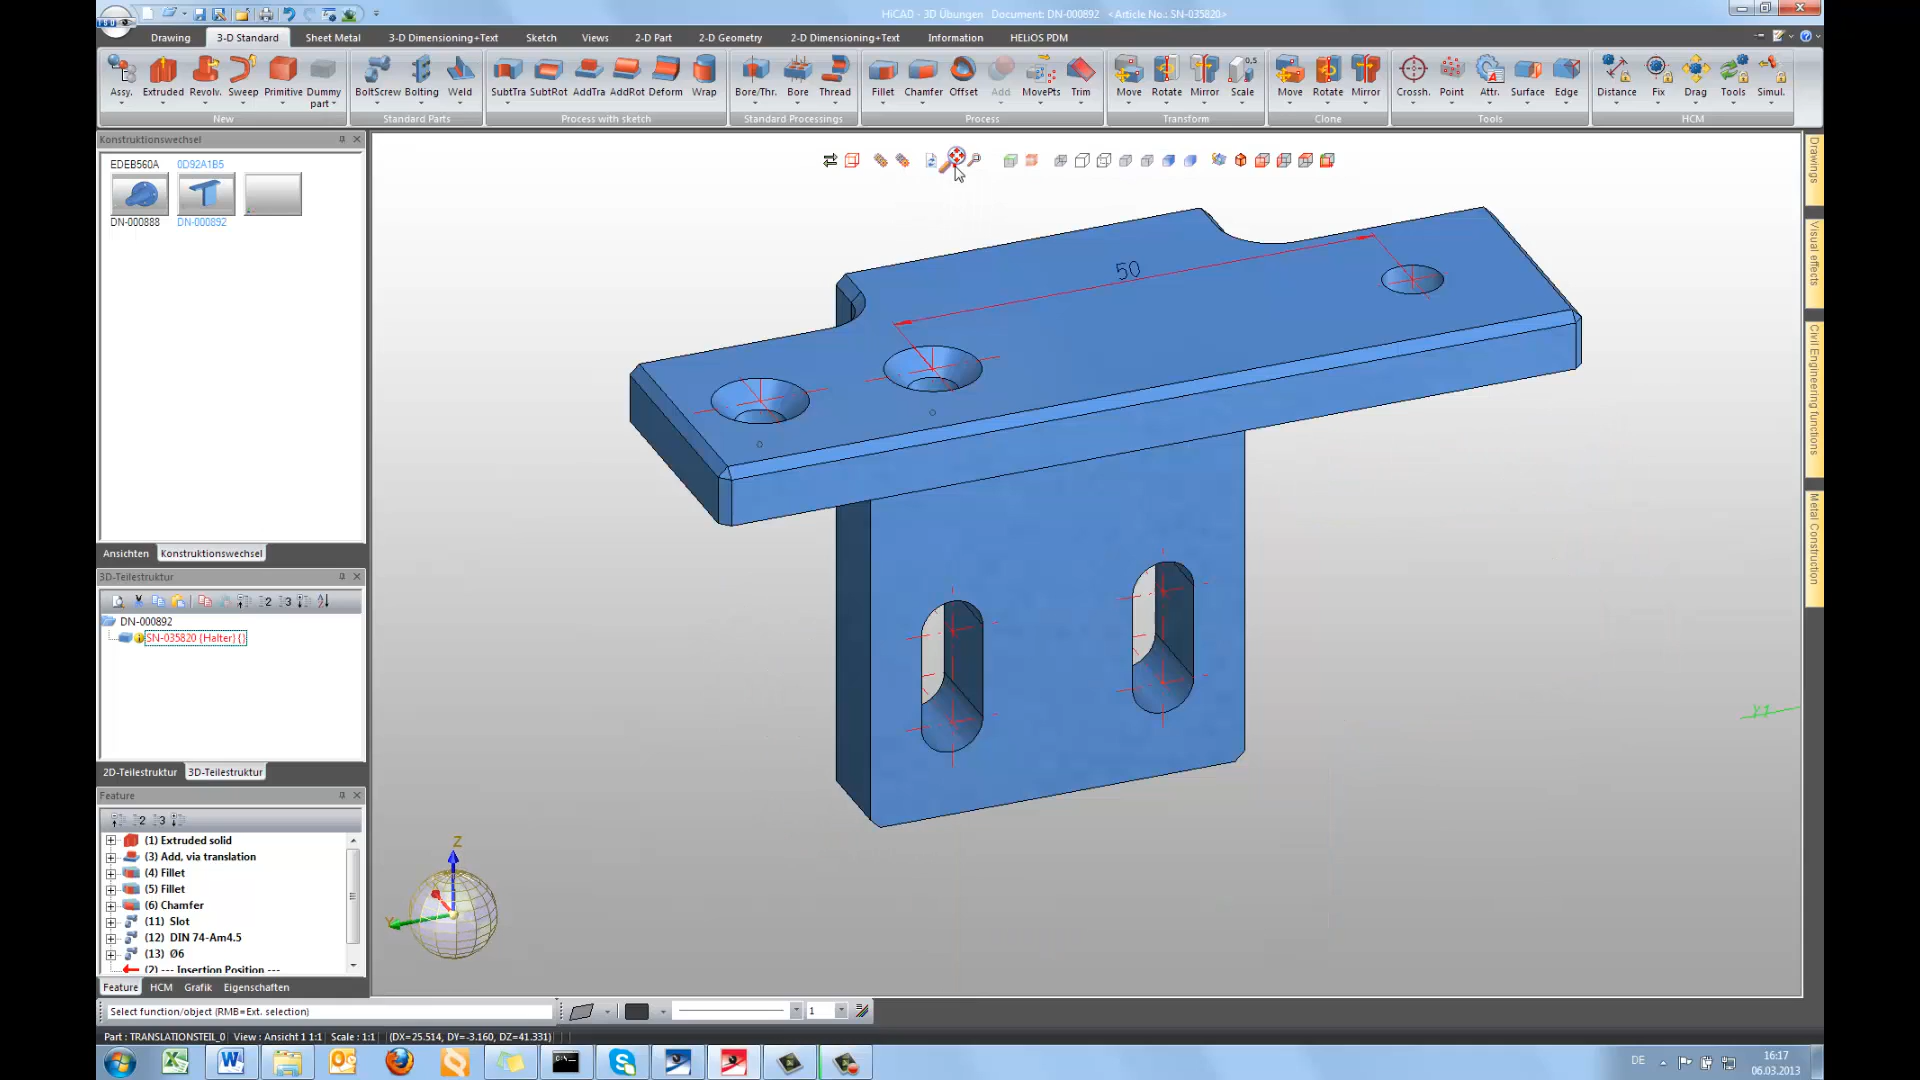 HiCAD - 3D Übungen Document: DN-000892 <Article No.: SN-035820>
Drawing 3-D Standard Sheet Metal 3-D Dimensioning+Text Sketch Views 2-D Part 2-D Geometry 2-D Dimensioning+Text Information HELiOS PDM
Assy. Extruded Revolv. Sweep Primitive Dummy part BoltScrew Bolting Weld SubtTra SubtRot AddTra AddRot Deform Wrap Bore/Thr. Bore Thread Fillet Chamfer Offset Add MovePts Trim Move Rotate Mirror Scale Move Rotate Mirror Crossh. Point Attr. Surface Edge Distance Fix Drag Tools Simul.
New Standard Parts Process with sketch Standard Processings Process Transform Clone Tools HCM
Konstruktionswechsel
EDEB560A 0D92A1B5
DN-000888 DN-000892
Ansichten Konstruktionswechsel
3D-Teilestruktur
DN-000892
SN-035820 {Halter} {}
2D-Teilestruktur 3D-Teilestruktur
Feature
(1) Extruded solid
(3) Add, via translation
(4) Fillet
(5) Fillet
(6) Chamfer
(11) Slot
(12) DIN 74-Am4.5
(13) Ø6
(2) --- Insertion Position ---
Feature HCM Grafik Eigenschaften
50
Z
Y
Drawings
Visual effects
Civil Engineering functions
Metal Construction
Select function/object (RMB=Ext. selection)
1
Part : TRANSLATIONSTEIL_0 View : Ansicht 1 1:1 Scale : 1:1 (DX=25.514, DY=-3.160, DZ=41.331)
DE 16:17
06.03.2013